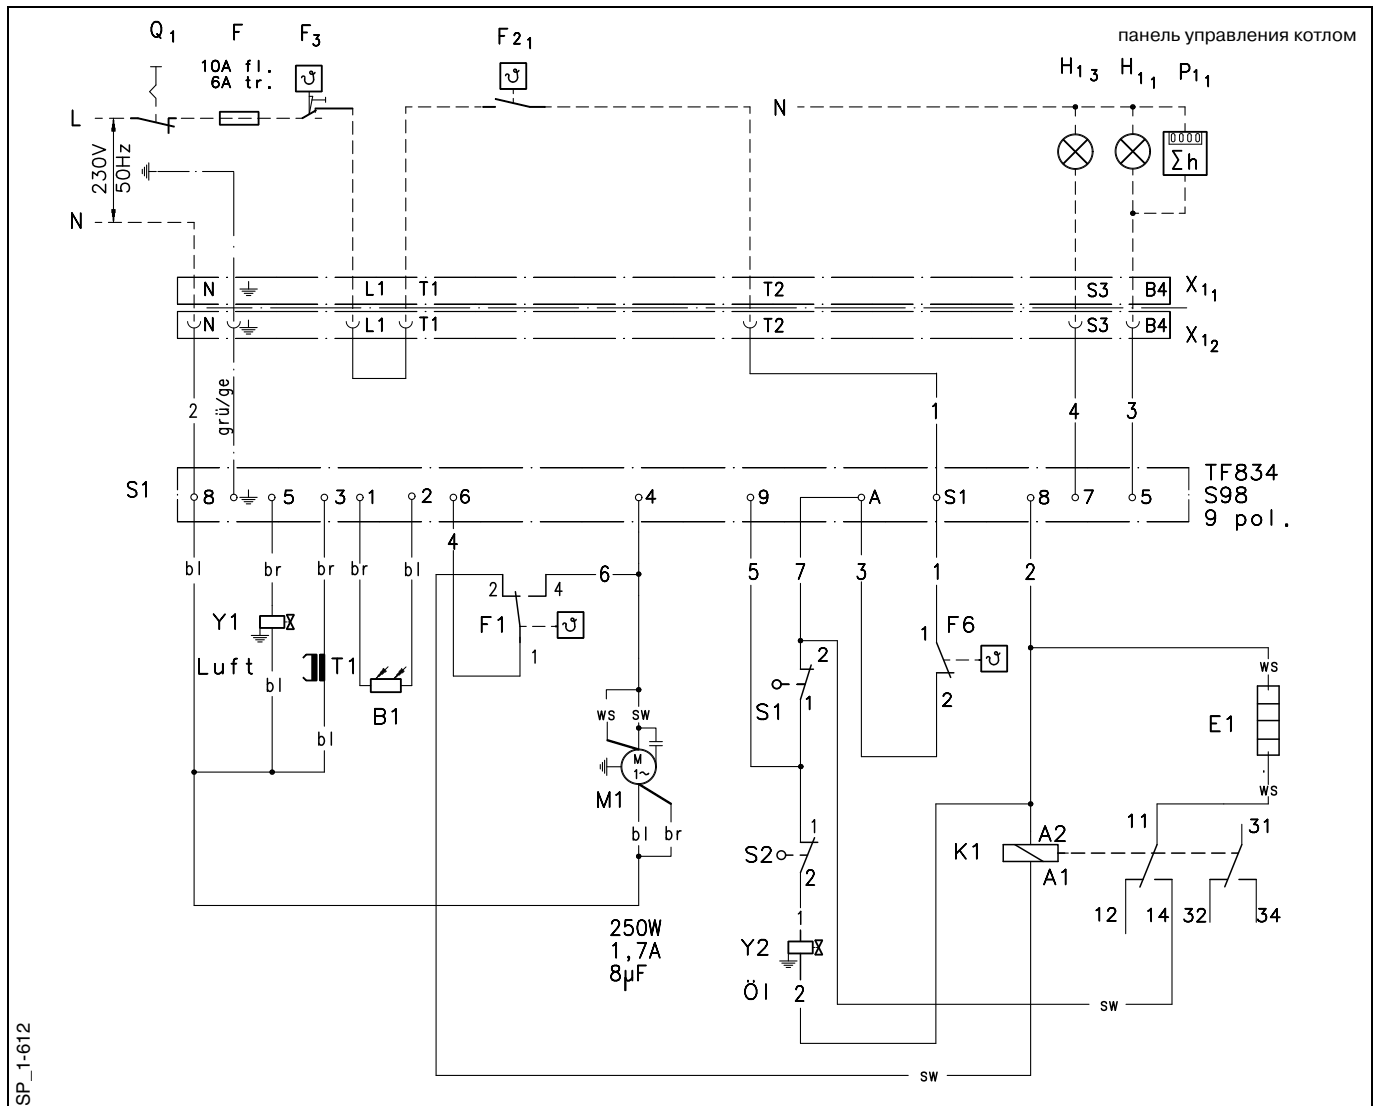 панель управления котлом
Q1 F F3 F21 H13 H11 P11
10A fl.
6A tr.
ϑ ϑ
L N
0000
Σh
230V
50Hz
N
N L1 T1 T2 S3 B4 X11
N L1 T1 T2 S3 B4 X12
2 grü/ge 1 4 3
S1 8 5 3 1 2 6 4 9 A S1 8 7 5
TF834
S98
9 pol.
4
bl br br br bl 6 5 7 3 1 2
2 4
Y1 F1 ϑ 1 F6
Luft T1 1 2 ϑ ws
bl S1 1 2 E1
B1 ws sw
bl M
1~
M1 ws
bl br 1 11 31
S2 K1 A2
2 A1
12 14 32 34
1
250W
1,7A
8µF
Y2
Öl 2
sw
sw
SP_1-612